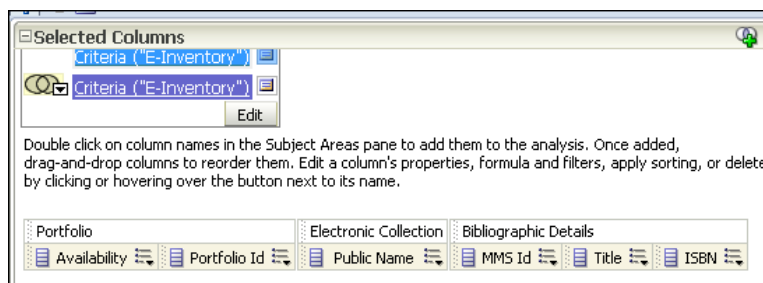 Selected Columns
Criteria ("E-Inventory")
Criteria ("E-Inventory")
Edit
Double click on column names in the Subject Areas pane to add them to the analysis. Once added,
drag-and-drop columns to reorder them. Edit a column's properties, formula and filters, apply sorting, or delete
by clicking or hovering over the button next to its name.
Portfolio Electronic Collection Bibliographic Details
Availability Portfolio Id Public Name MMS Id Title ISBN